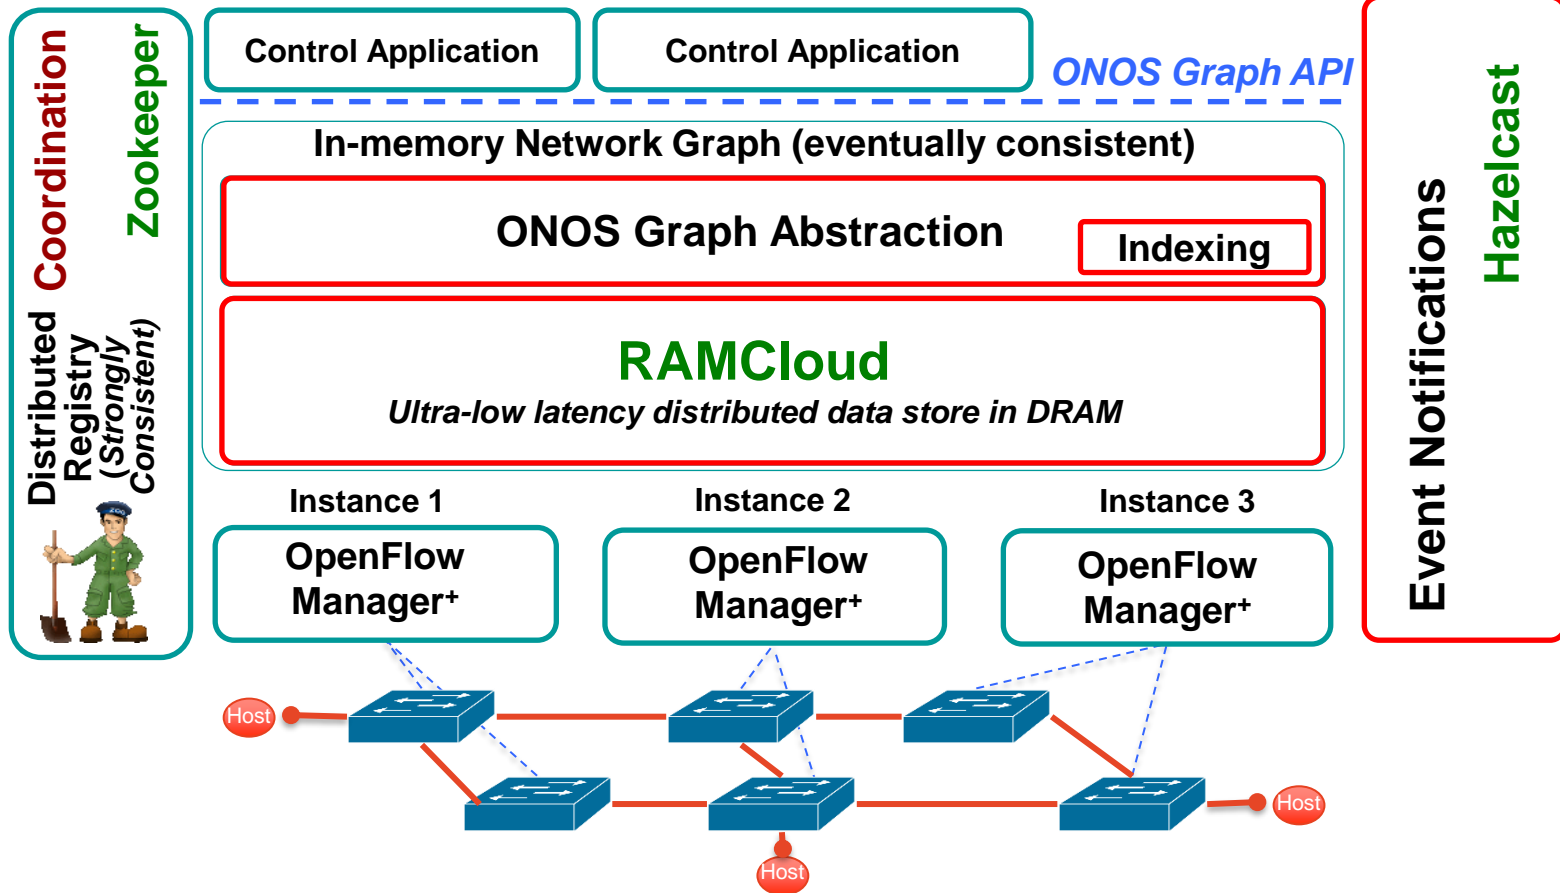 Coordination
Zookeeper
Distributed
Registry
(Strongly
Consistent)
ZOO
Control Application
Control Application
ONOS Graph API
In-memory Network Graph (eventually consistent)
ONOS Graph Abstraction
Indexing
RAMCloud
Ultra-low latency distributed data store in DRAM
Event Notifications
Hazelcast
Instance 1
Instance 2
Instance 3
OpenFlow
Manager+
OpenFlow
Manager+
OpenFlow
Manager+
Host
Host
Host